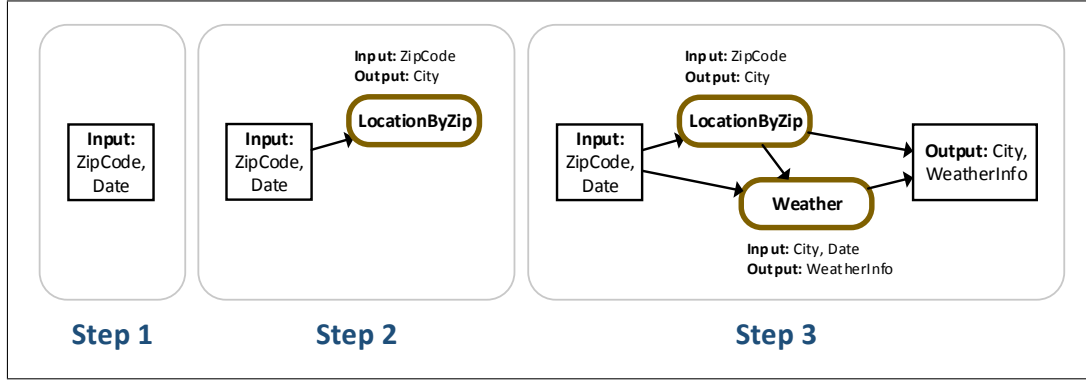 Input:
ZipCode,
Date
Step 1
Input: ZipCode
Output: City
LocationByZip
Input:
ZipCode,
Date
Step 2
Input: ZipCode
Output: City
LocationByZip
Input:
ZipCode,
Date
Output: City,
WeatherInfo
Weather
Input: City, Date
Output: WeatherInfo
Step 3